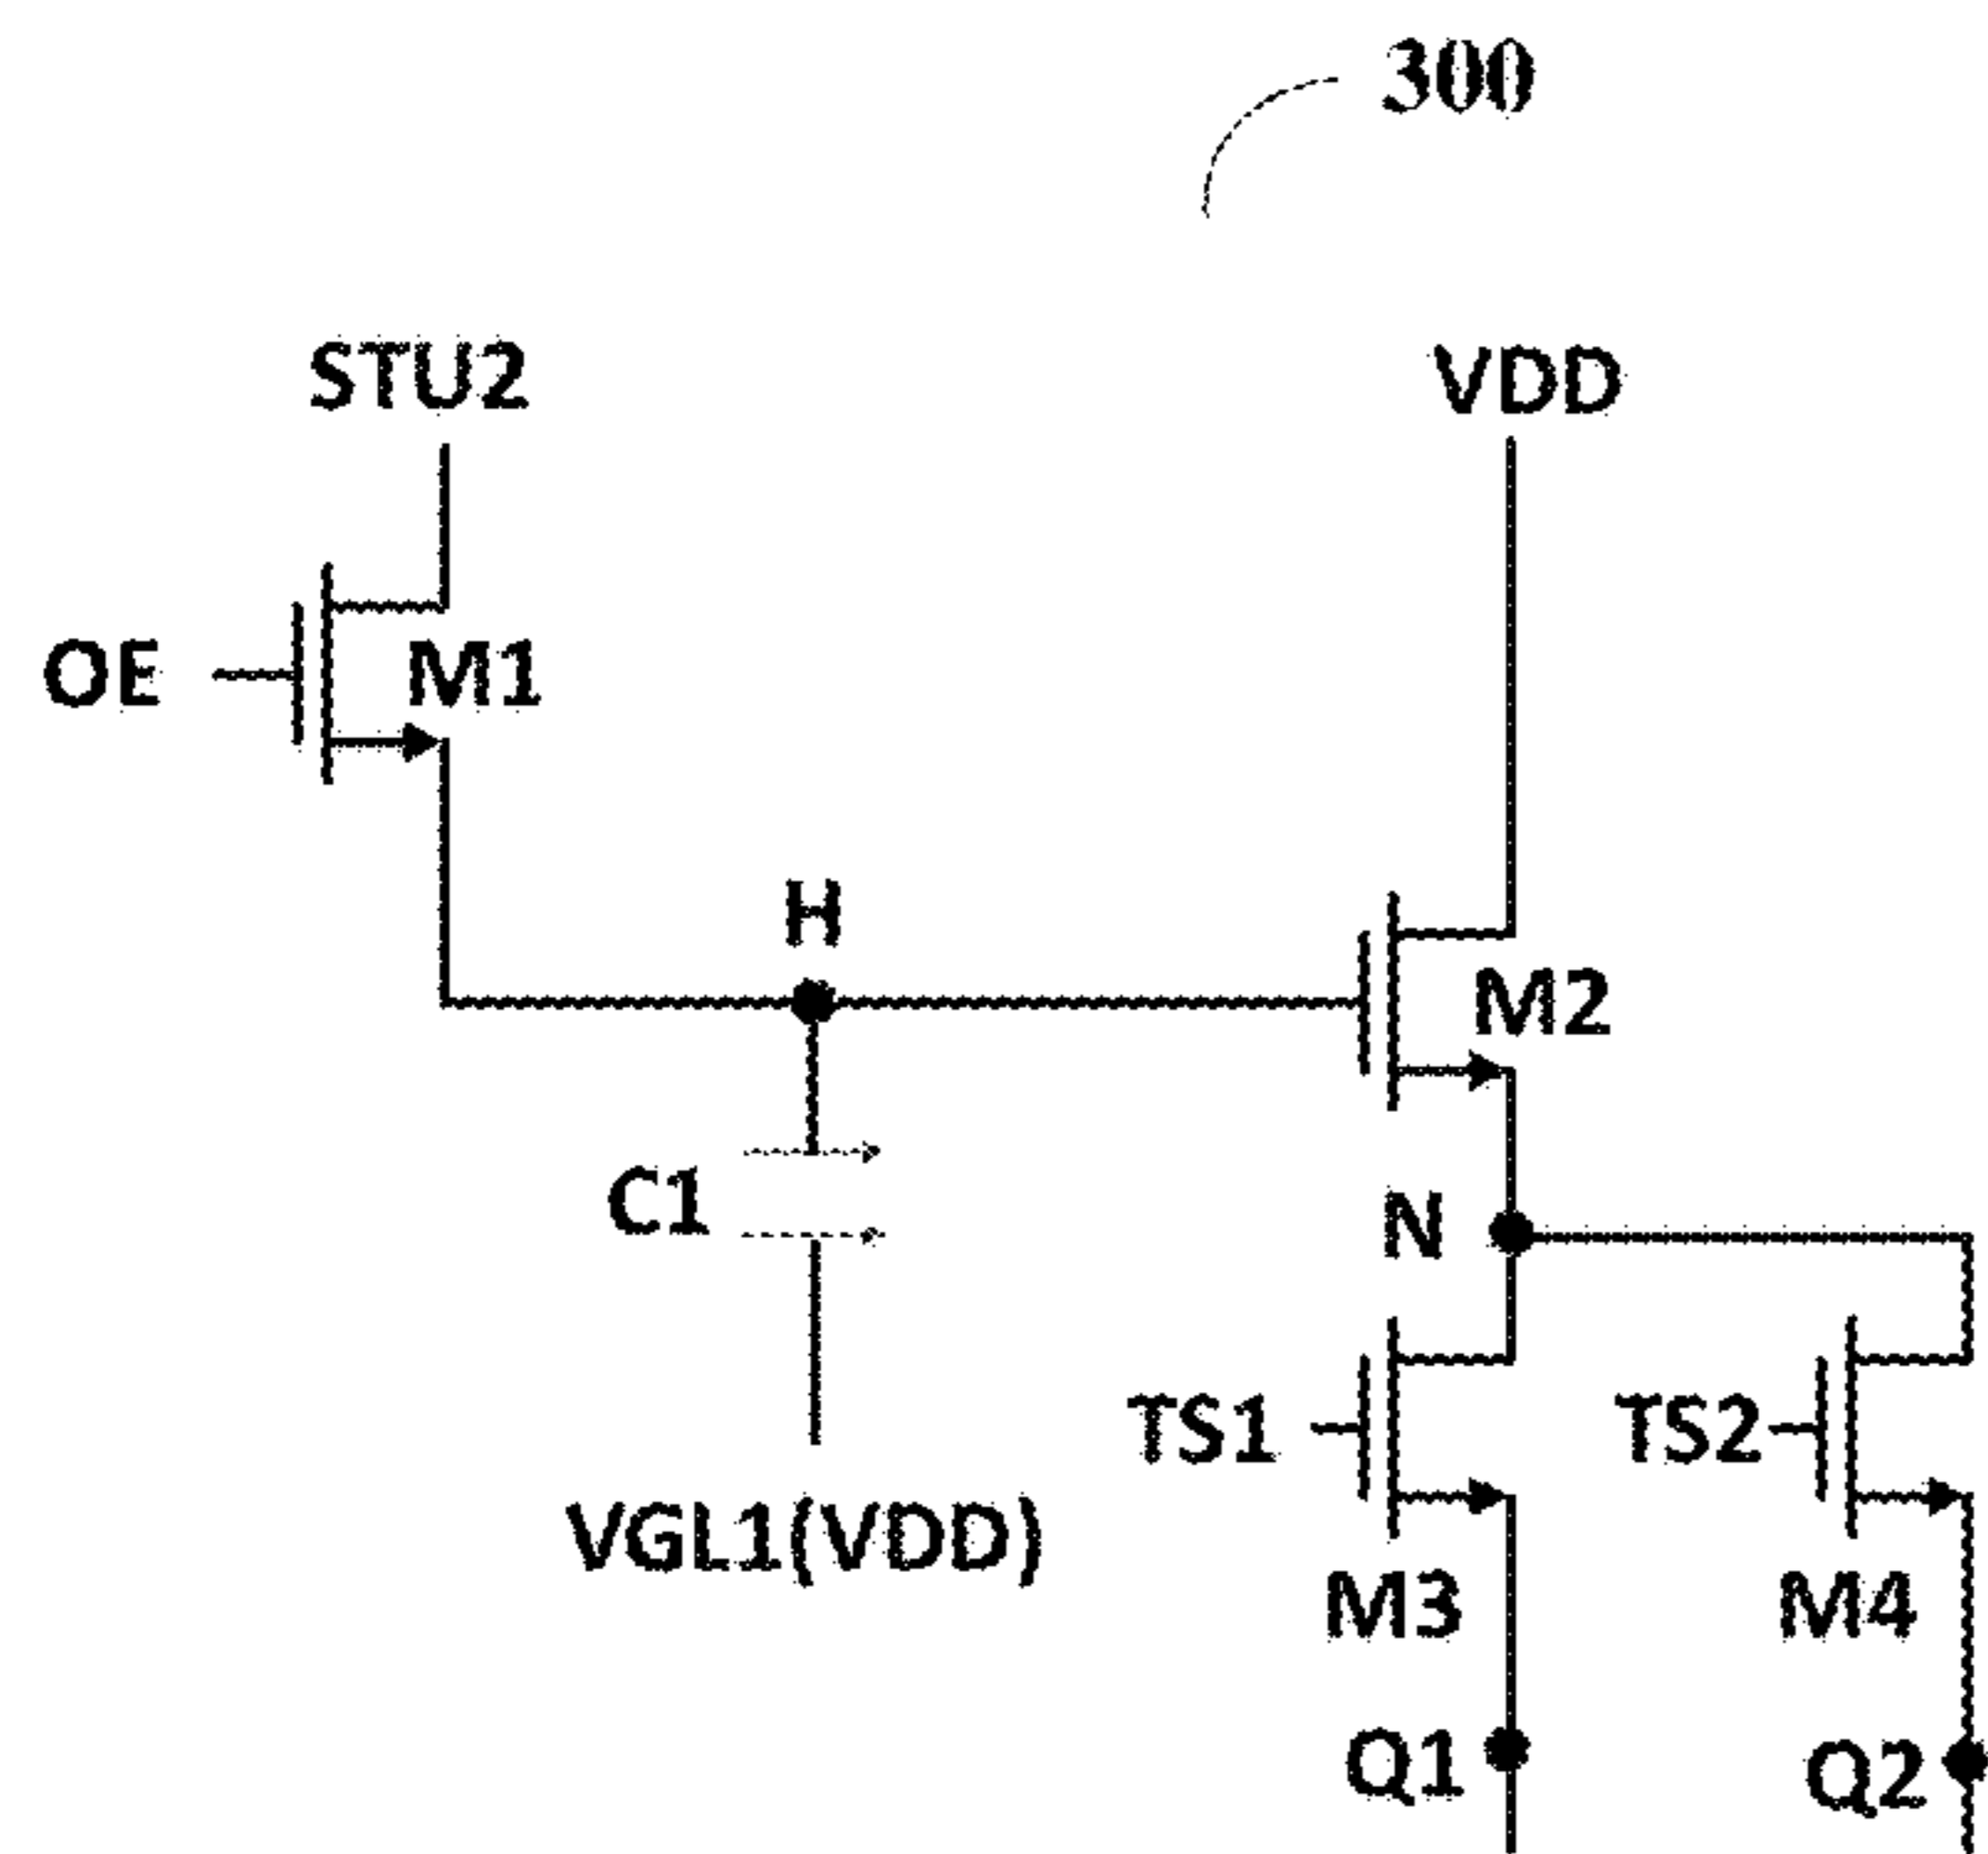 300
STU2
VDD
OE
M1
H
M2
C1
N
TS1
TS2
VGL1(VDD)
M3
M4
Q1
Q2